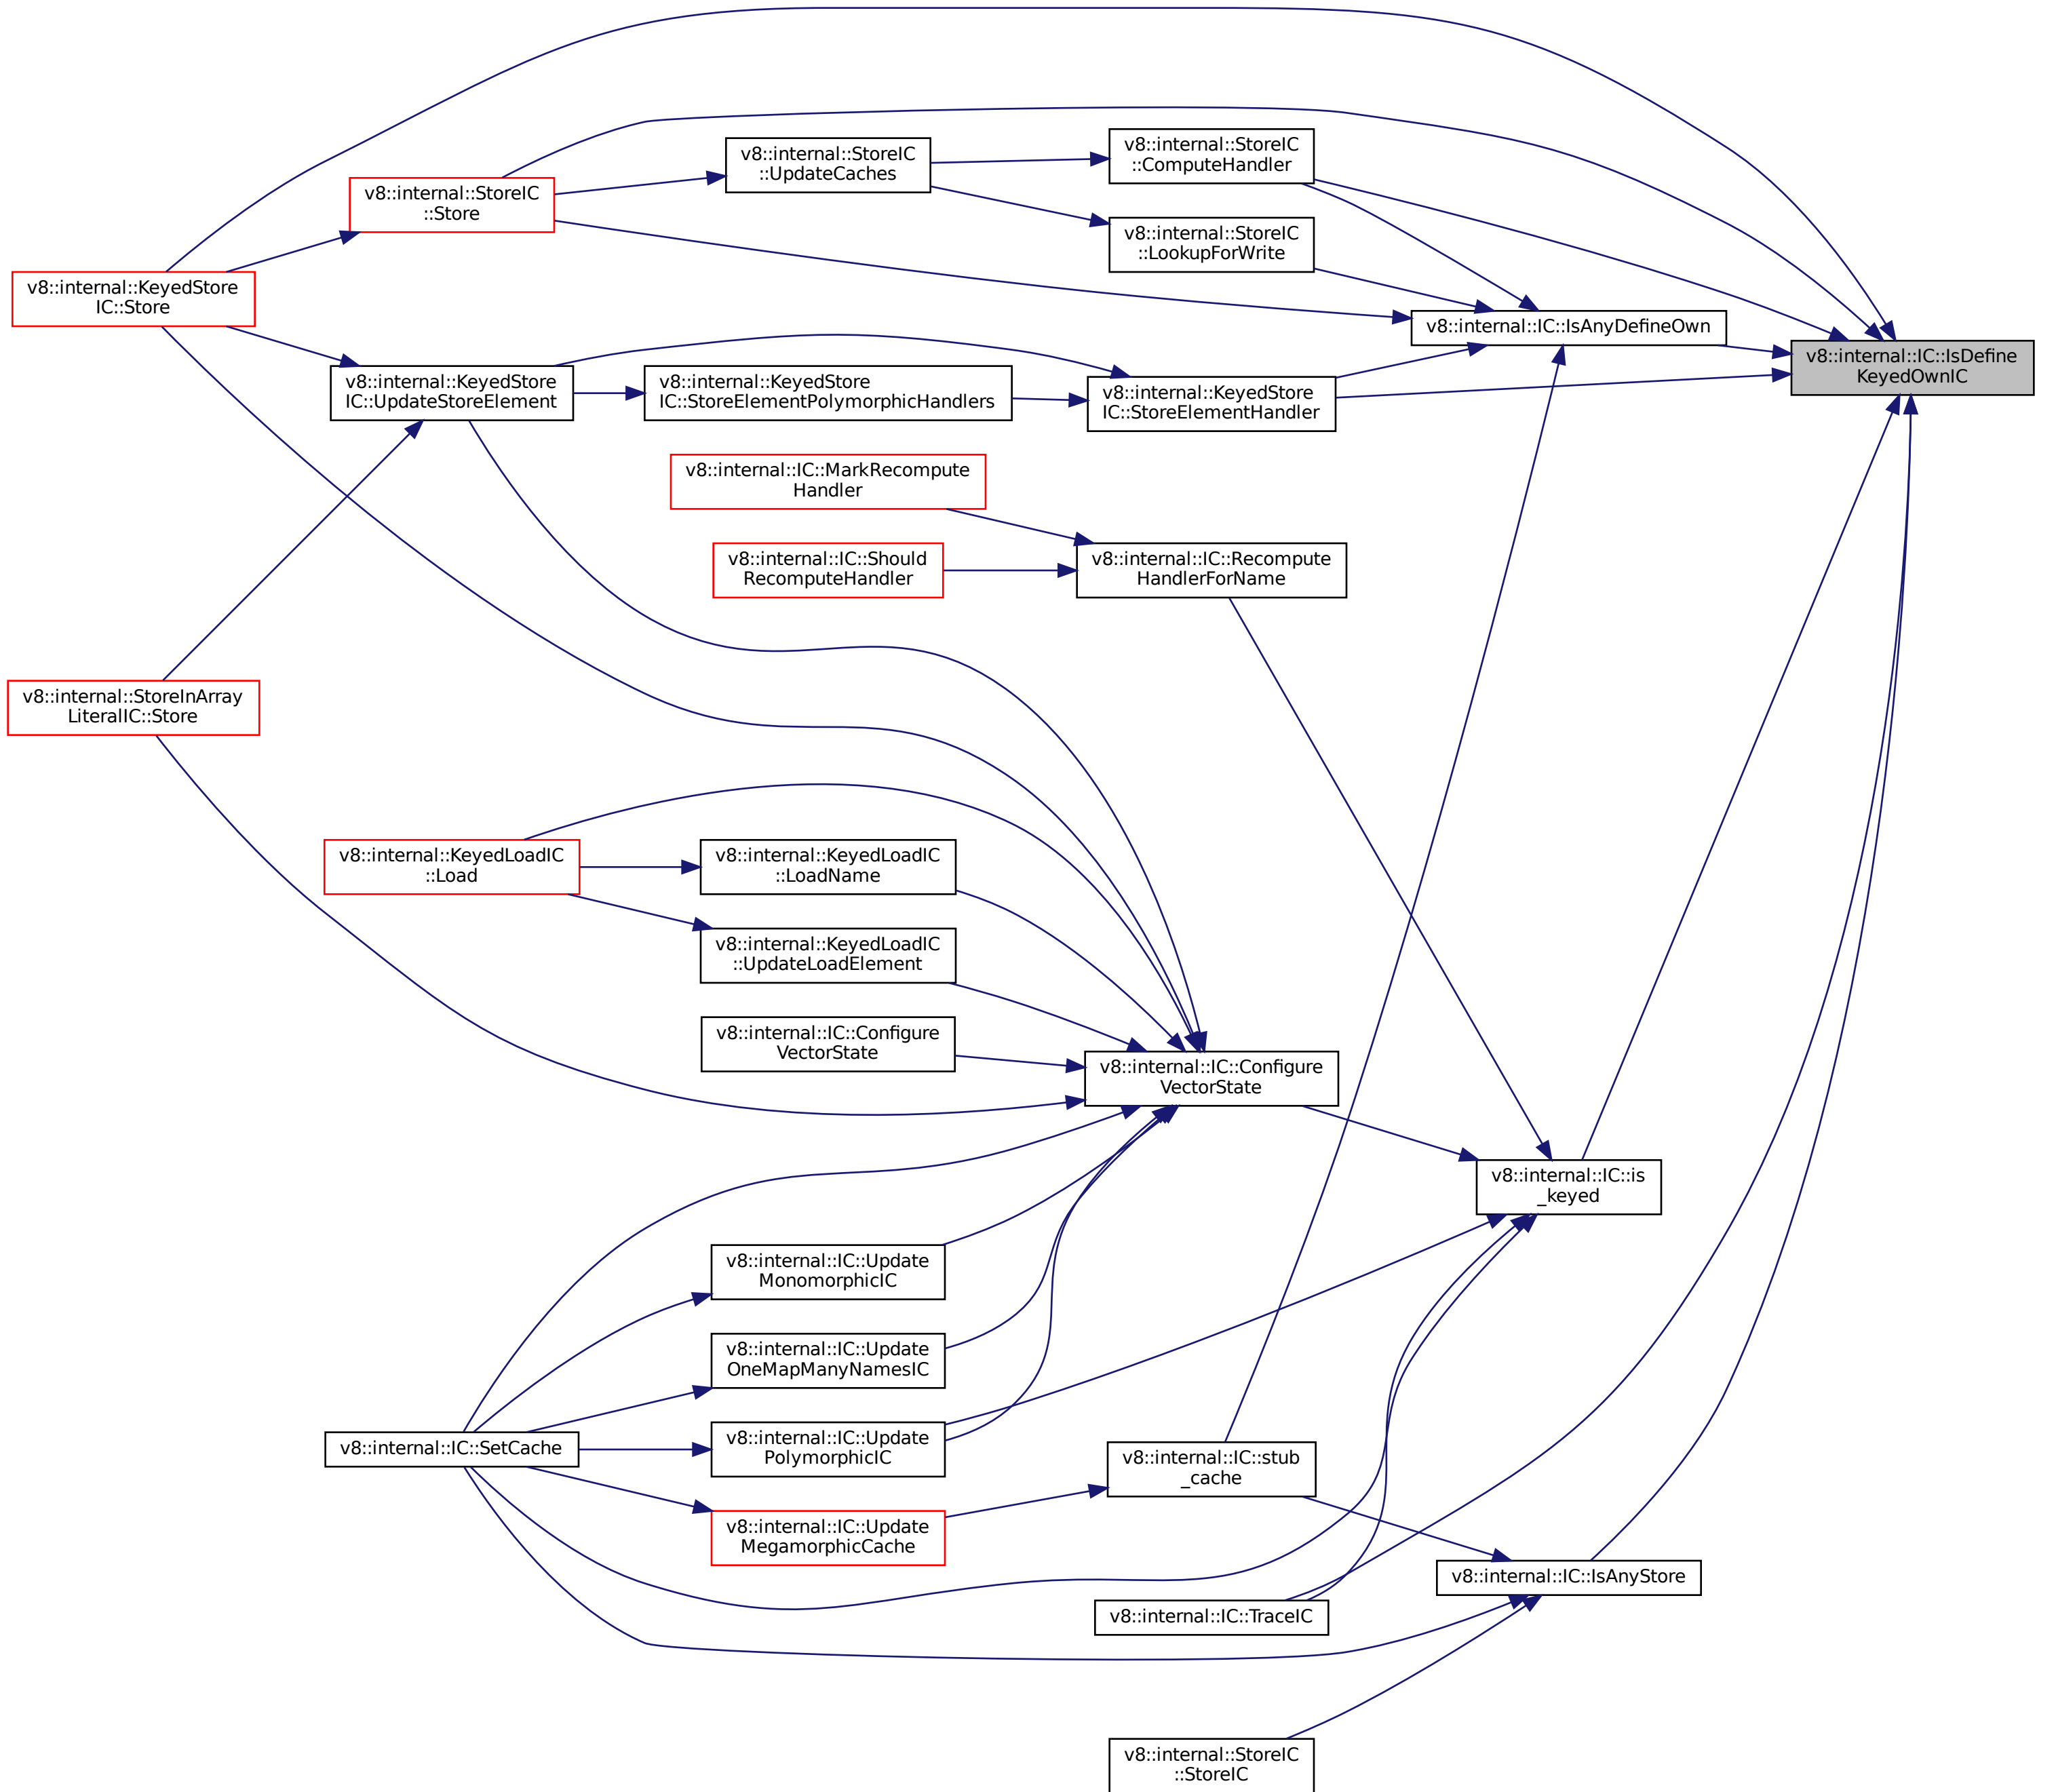 v8::internal::StoreIC
::ComputeHandler
v8::internal::StoreIC
::UpdateCaches
v8::internal::StoreIC
::Store
v8::internal::StoreIC
::LookupForWrite
v8::internal::KeyedStore
IC::Store
v8::internal::IC::IsAnyDefineOwn
v8::internal::IC::IsDefine
KeyedOwnIC
v8::internal::KeyedStore
IC::UpdateStoreElement
v8::internal::KeyedStore
IC::StoreElementPolymorphicHandlers
v8::internal::KeyedStore
IC::StoreElementHandler
v8::internal::IC::MarkRecompute
Handler
v8::internal::IC::Should
RecomputeHandler
v8::internal::IC::Recompute
HandlerForName
v8::internal::StoreInArray
LiteralIC::Store
v8::internal::KeyedLoadIC
::Load
v8::internal::KeyedLoadIC
::LoadName
v8::internal::KeyedLoadIC
::UpdateLoadElement
v8::internal::IC::Configure
VectorState
v8::internal::IC::Configure
VectorState
v8::internal::IC::is
_keyed
v8::internal::IC::Update
MonomorphicIC
v8::internal::IC::Update
OneMapManyNamesIC
v8::internal::IC::SetCache
v8::internal::IC::Update
PolymorphicIC
v8::internal::IC::stub
_cache
v8::internal::IC::Update
MegamorphicCache
v8::internal::IC::IsAnyStore
v8::internal::IC::TraceIC
v8::internal::StoreIC
::StoreIC